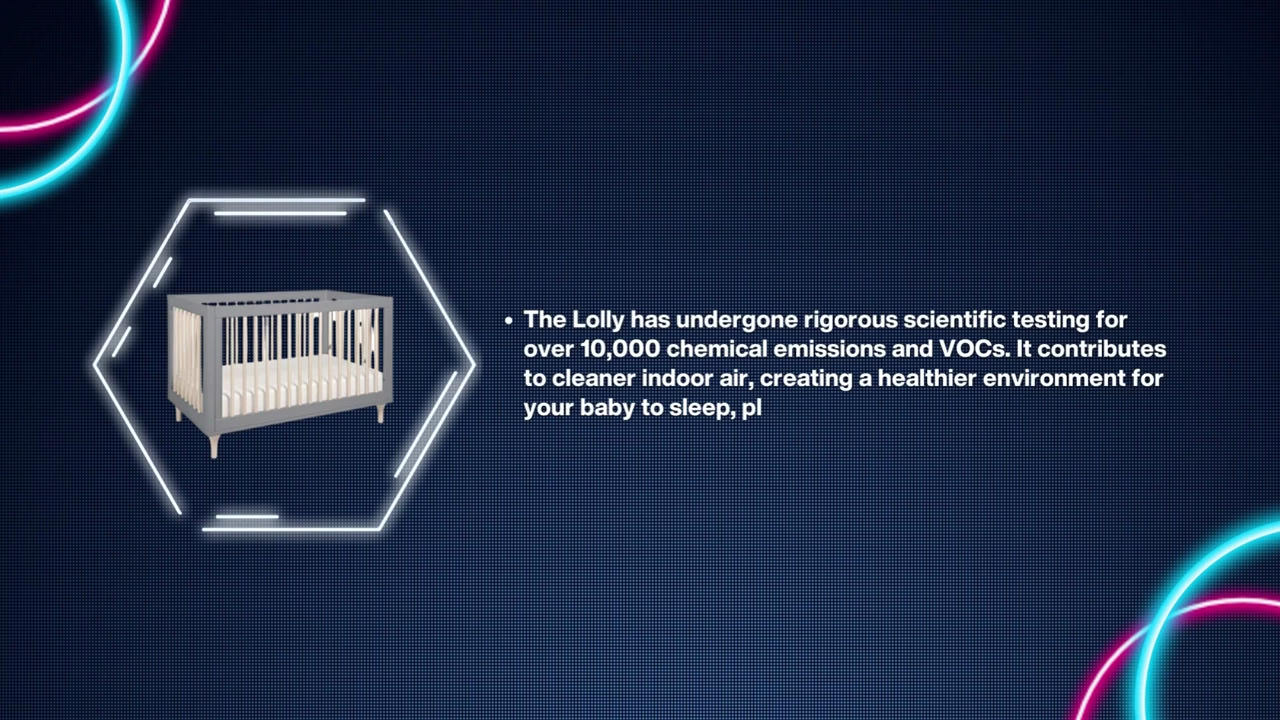 • The Lolly has undergone rigorous scientific testing for
over 10,000 chemical emissions and VOCs. It contributes
to cleaner indoor air, creating a healthier environment for
your baby to sleep, pl